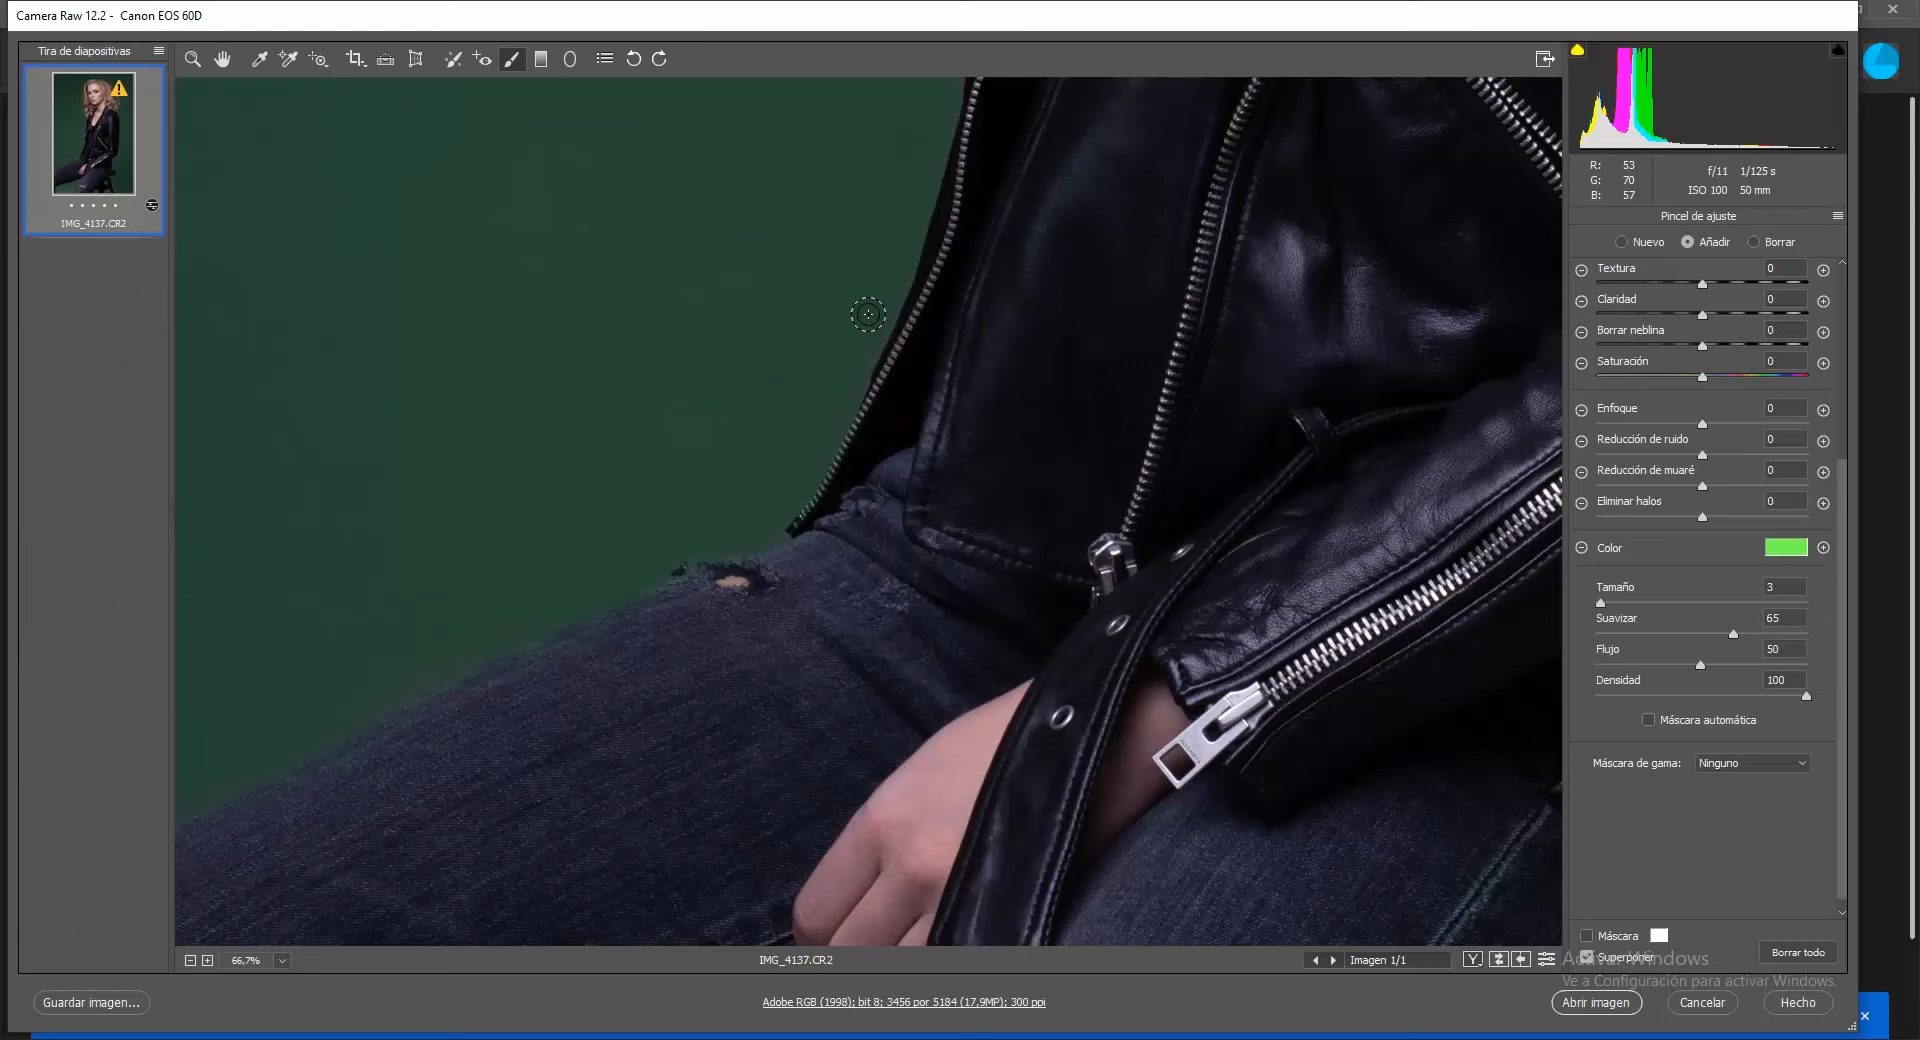 Camera Raw 12.2 - Canon EOS 60D
Tira de diapositivas
IMG_4137.CR2
R: 53
G: 70
B: 57
f/11 1/125 s
ISO 100 50 mm
Pincel de ajuste
Nuevo Añadir Borrar
Textura 0
Claridad 0
Borrar neblina 0
Saturación 0
Enfoque 0
Reducción de ruido 0
Reducción de muaré 0
Eliminar halos 0
Color
Tamaño 3
Suavizar 65
Flujo 50
Densidad 100
Máscara automática
Máscara de gama: Ninguno
Máscara
Superponer
Borrar todo
Activar Windows
Ve a Configuración para activar Windows.
66,7%
IMG_4137.CR2
Imagen 1/1
Y
Guardar imagen...
Adobe RGB (1998); bit 8; 3456 por 5184 (17,9MP); 300 ppi
Abrir imagen
Cancelar
Hecho